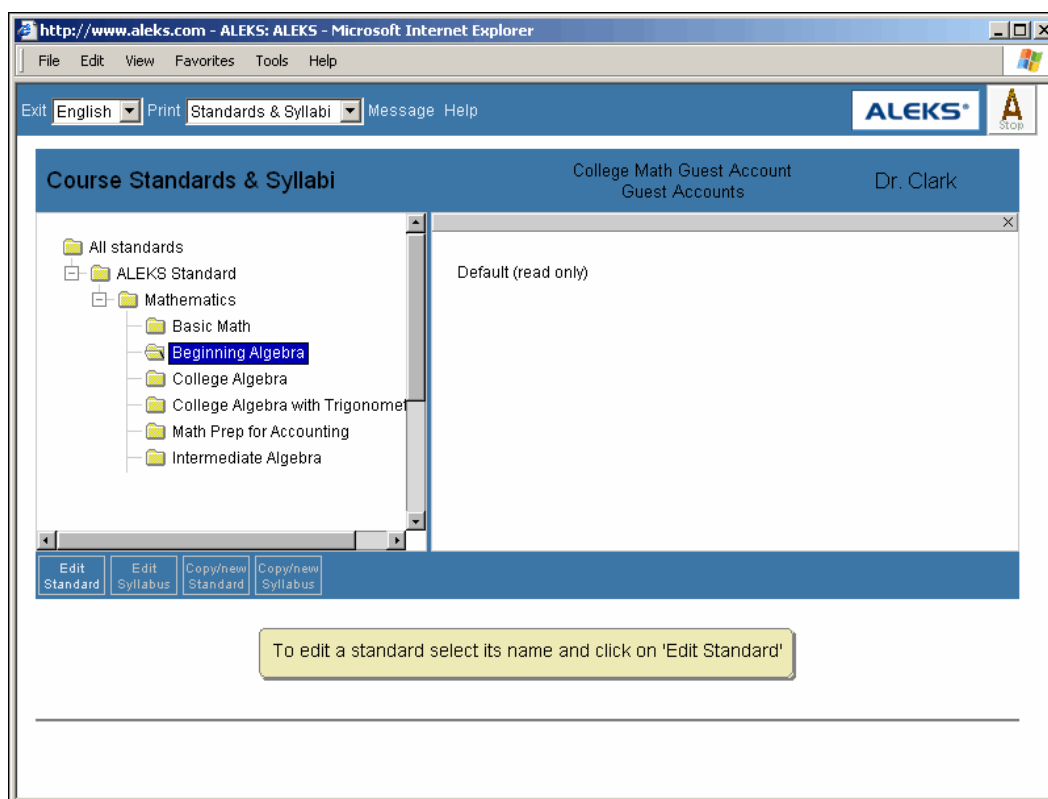 http://www.aleks.com - ALEKS: ALEKS - Microsoft Internet Explorer
File Edit View Favorites Tools Help
Exit English Print Standards & Syllabi Message Help
ALEKS
Stop
Course Standards & Syllabi
College Math Guest Account
Guest Accounts
Dr. Clark
All standards
ALEKS Standard
Mathematics
Basic Math
Beginning Algebra
College Algebra
College Algebra with Trigonomet
Math Prep for Accounting
Intermediate Algebra
Default (read only)
Edit Standard
Edit Syllabus
Copy/new Standard
Copy/new Syllabus
To edit a standard select its name and click on 'Edit Standard'